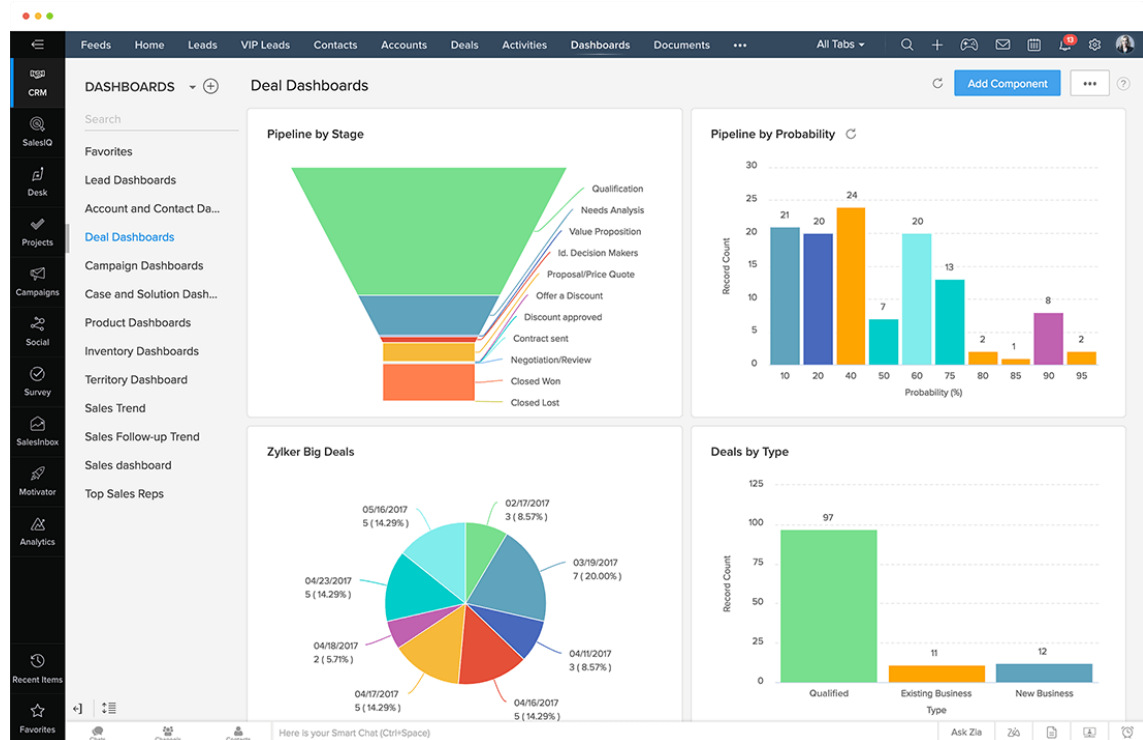 Feeds Home Leads VIP Leads Contacts Accounts Deals Activities Dashboards Documents ••• All Tabs 13
CRM
SalesIQ
Desk
Projects
Campaigns
Social
Survey
SalesInbox
Motivator
Analytics
Recent Items
Favorites
DASHBOARDS
Search
Favorites
Lead Dashboards
Account and Contact Da...
Deal Dashboards
Campaign Dashboards
Case and Solution Dash...
Product Dashboards
Inventory Dashboards
Territory Dashboard
Sales Trend
Sales Follow-up Trend
Sales dashboard
Top Sales Reps
Deal Dashboards
Add Component
•••
?
Pipeline by Stage
Qualification
Needs Analysis
Value Proposition
Id. Decision Makers
Proposal/Price Quote
Offer a Discount
Discount approved
Contract sent
Negotiation/Review
Closed Won
Closed Lost
Pipeline by Probability
Record Count
30
25
20
15
10
5
0
21 20 24 7 20 13 2 1 8 2
10 20 40 50 60 75 80 85 90 95
Probability (%)
Zylker Big Deals
02/17/2017
3 ( 8.57% )
03/19/2017
7 ( 20.00% )
04/11/2017
3 ( 8.57% )
04/16/2017
5 ( 14.29% )
04/17/2017
5 ( 14.29% )
04/18/2017
2 ( 5.71% )
04/23/2017
5 ( 14.29% )
05/16/2017
5 ( 14.29% )
Deals by Type
Record Count
125
100
75
50
25
0
97 11 12
Qualified Existing Business New Business
Type
Here is your Smart Chat (Ctrl+Space)
Ask Zia